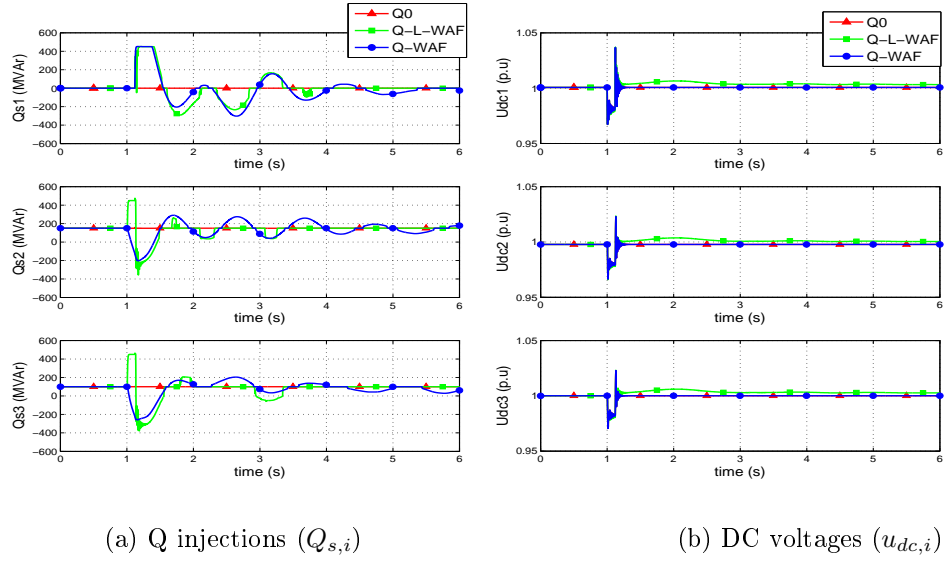 Q0
Q-L-WAF
Q-WAF
600
400
200
0
-200
-400
-600
Qs1 (MVAr)
0 1 2 3 4 5 6
time (s)
600
400
200
0
-200
-400
-600
Qs2 (MVAr)
0 1 2 3 4 5 6
time (s)
600
400
200
0
-200
-400
-600
Qs3 (MVAr)
0 1 2 3 4 5 6
time (s)
(a) Q injections (Q_{s,i})
Q0
Q-L-WAF
Q-WAF
1.05
1
0.95
Udc1 (p.u)
0 1 2 3 4 5 6
time (s)
1.05
1
0.95
Udc2 (p.u)
0 1 2 3 4 5 6
time (s)
1.05
1
0.95
Udc3 (p.u)
0 1 2 3 4 5 6
time (s)
(b) DC voltages (u_{dc,i})